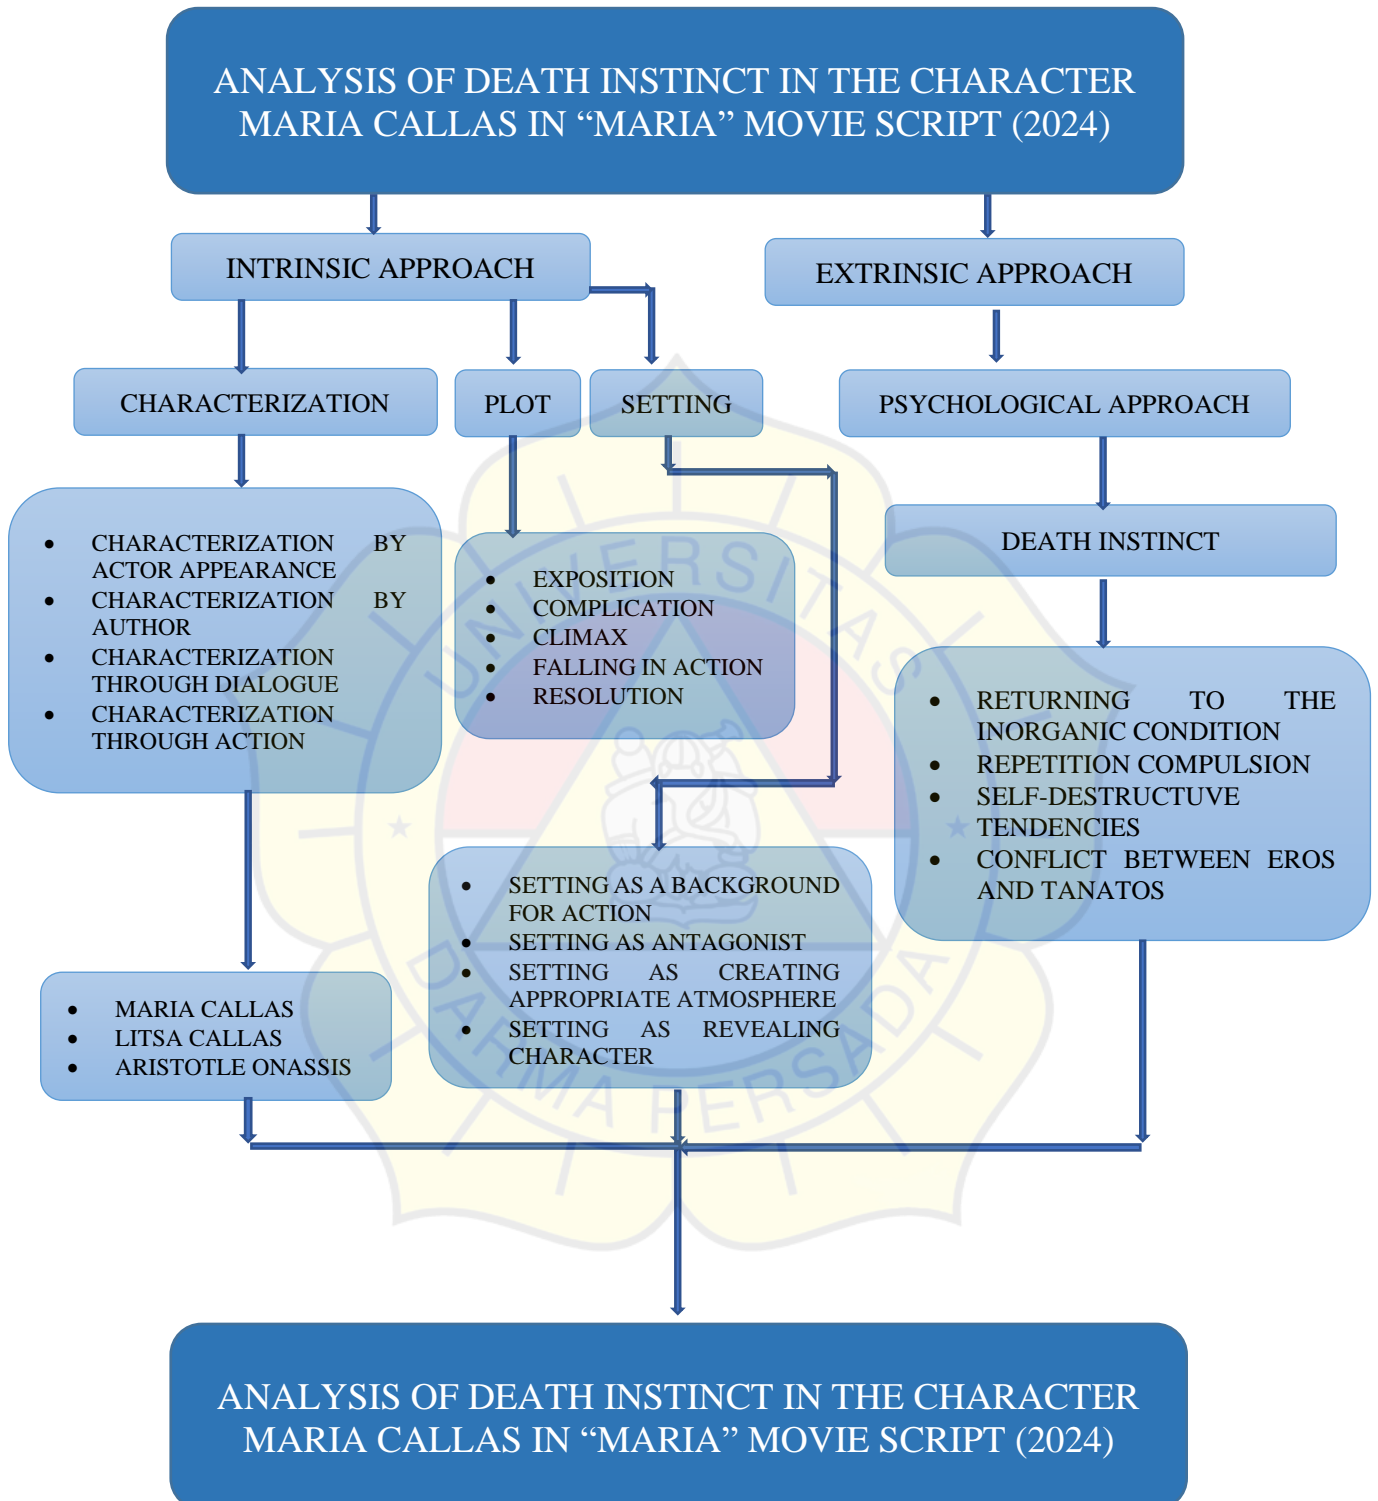 ANALYSIS OF DEATH INSTINCT IN THE CHARACTER
MARIA CALLAS IN “MARIA” MOVIE SCRIPT (2024)
INTRINSIC APPROACH
EXTRINSIC APPROACH
CHARACTERIZATION
PLOT
SETTING
PSYCHOLOGICAL APPROACH
• CHARACTERIZATION BY
ACTOR APPEARANCE
• CHARACTERIZATION BY
AUTHOR
• CHARACTERIZATION
THROUGH DIALOGUE
• CHARACTERIZATION
THROUGH ACTION
• EXPOSITION
• COMPLICATION
• CLIMAX
• FALLING IN ACTION
• RESOLUTION
DEATH INSTINCT
• RETURNING TO THE
INORGANIC CONDITION
• REPETITION COMPULSION
• SELF-DESTRUCTUVE
TENDENCIES
• CONFLICT BETWEEN EROS
AND TANATOS
• SETTING AS A BACKGROUND
FOR ACTION
• SETTING AS ANTAGONIST
• SETTING AS CREATING
APPROPRIATE ATMOSPHERE
• SETTING AS REVEALING
CHARACTER
• MARIA CALLAS
• LITSA CALLAS
• ARISTOTLE ONASSIS
UNIVERSITAS
DARMA PERSADA
ANALYSIS OF DEATH INSTINCT IN THE CHARACTER
MARIA CALLAS IN “MARIA” MOVIE SCRIPT (2024)